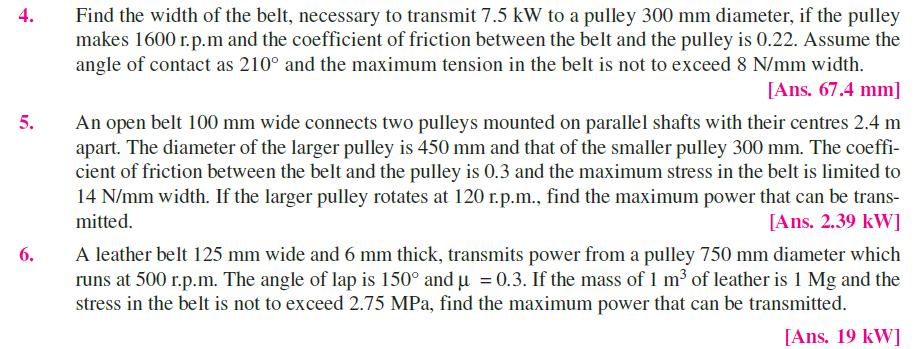 4. Find the width of the belt, necessary to transmit 7.5 kW to a pulley 300 mm diameter, if the pulley
makes 1600 r.p.m and the coefficient of friction between the belt and the pulley is 0.22. Assume the
angle of contact as 210° and the maximum tension in the belt is not to exceed 8 N/mm width.
[Ans. 67.4 mm]
5. An open belt 100 mm wide connects two pulleys mounted on parallel shafts with their centres 2.4 m
apart. The diameter of the larger pulley is 450 mm and that of the smaller pulley 300 mm. The coeffi-
cient of friction between the belt and the pulley is 0.3 and the maximum stress in the belt is limited to
14 N/mm width. If the larger pulley rotates at 120 r.p.m., find the maximum power that can be trans-
mitted. [Ans. 2.39 kW]
6. A leather belt 125 mm wide and 6 mm thick, transmits power from a pulley 750 mm diameter which
runs at 500 r.p.m. The angle of lap is 150° and µ = 0.3. If the mass of 1 m³ of leather is 1 Mg and the
stress in the belt is not to exceed 2.75 MPa, find the maximum power that can be transmitted.
[Ans. 19 kW]